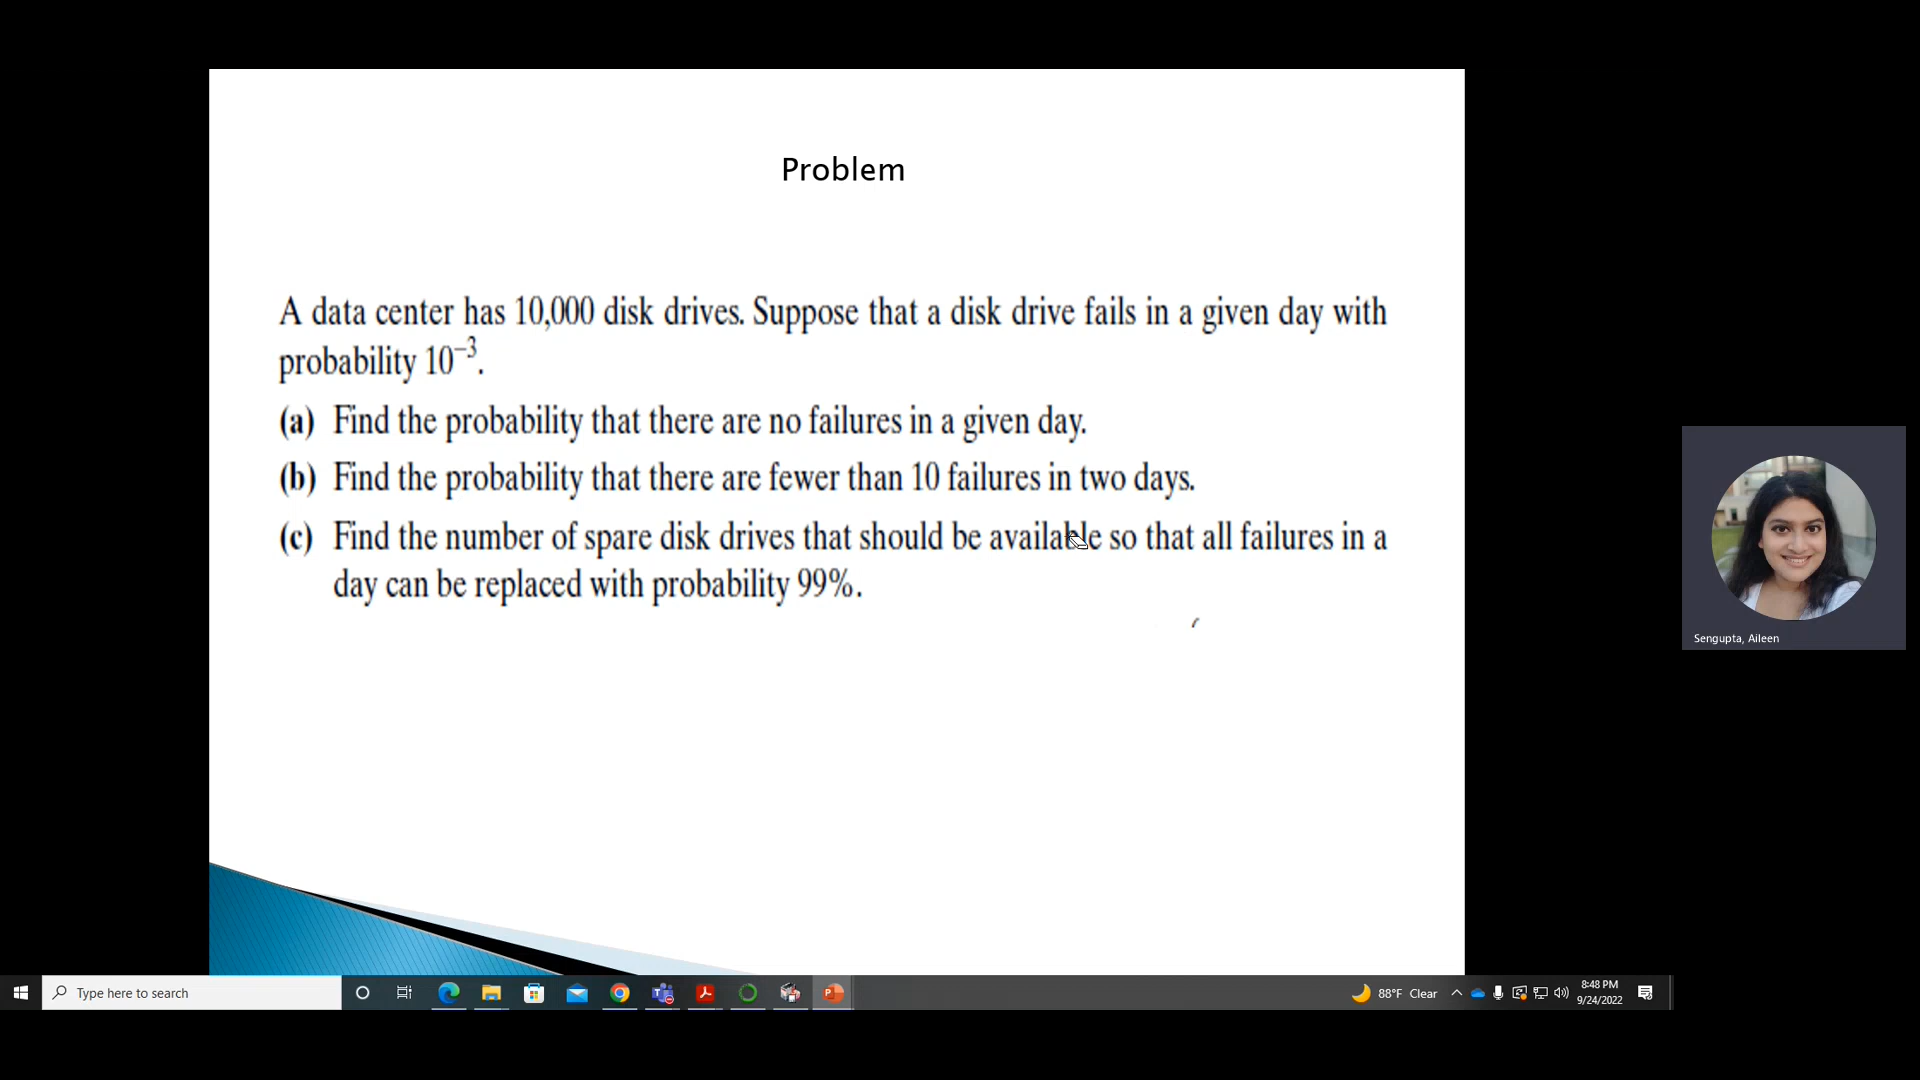 Problem
A data center has 10,000 disk drives. Suppose that a disk drive fails in a given day with
probability 10⁻³.
(a) Find the probability that there are no failures in a given day.
(b) Find the probability that there are fewer than 10 failures in two days.
(c) Find the number of spare disk drives that should be available so that all failures in a
day can be replaced with probability 99%.
Sengupta, Aileen
Type here to search
88°F Clear
8:48 PM
9/24/2022